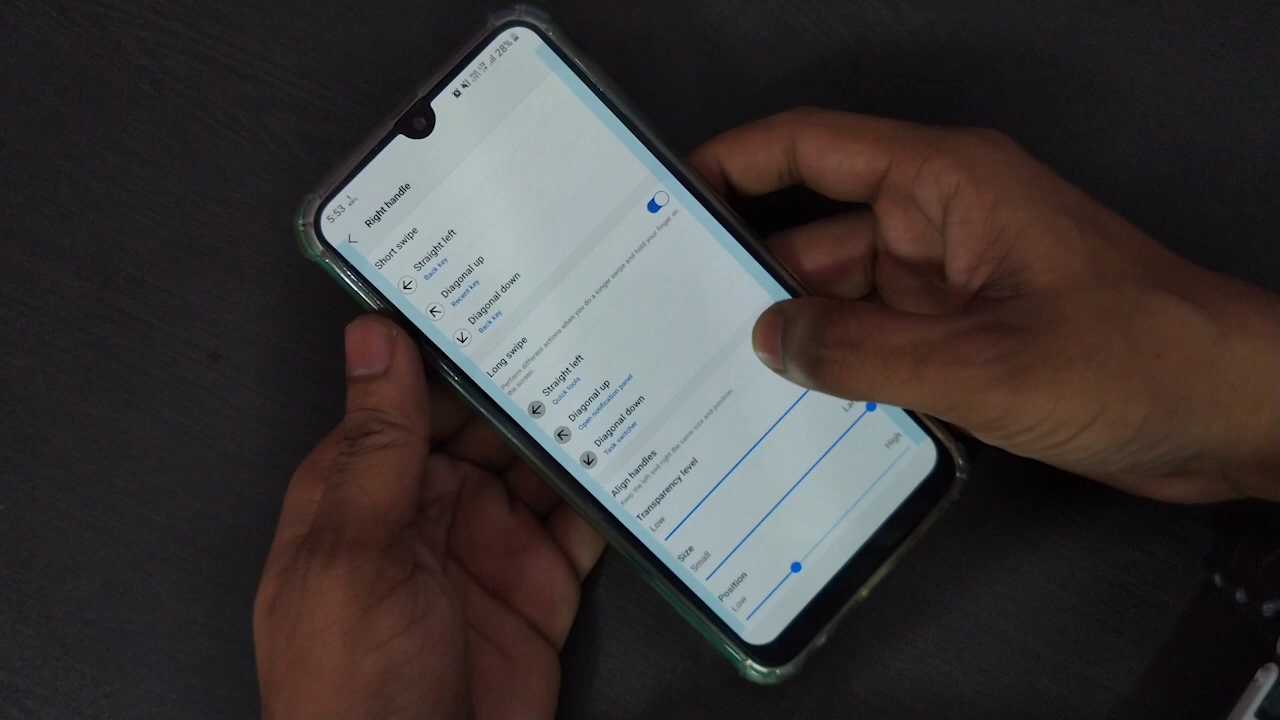 5:53
28%
Right handle
Short swipe
Straight left
Back key
Diagonal up
Recent key
Diagonal down
Back key
Long swipe
Perform different actions when you do a longer swipe and hold your finger on
the screen.
Straight left
Quick tools
Diagonal up
Open notification panel
Diagonal down
Task switcher
Align handles
Keep the left and right the same size and position.
Transparency level
Low
Size
Small
Position
Low
High